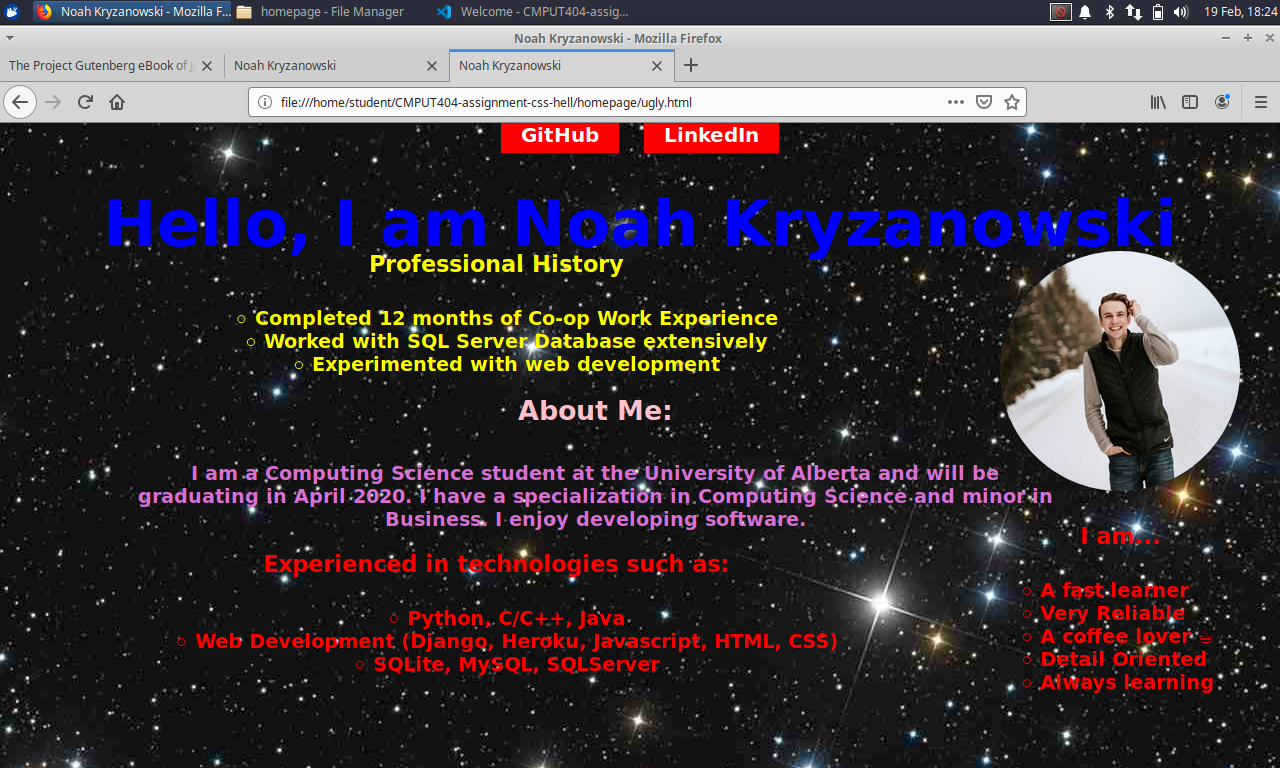 Noah Kryzanowski - Mozilla F...
homepage - File Manager
Welcome - CMPUT404-assig...
19 Feb, 18:24
Noah Kryzanowski - Mozilla Firefox
The Project Gutenberg eBook of J
Noah Kryzanowski
Noah Kryzanowski
file:///home/student/CMPUT404-assignment-css-hell/homepage/ugly.html
GitHub
LinkedIn
Hello, I am Noah Kryzanowski
Professional History
Completed 12 months of Co-op Work Experience
Worked with SQL Server Database extensively
Experimented with web development
About Me:
I am a Computing Science student at the University of Alberta and will be
graduating in April 2020. I have a specialization in Computing Science and minor in
Business. I enjoy developing software.
Experienced in technologies such as:
Python, C/C++, Java
Web Development (Django, Heroku, Javascript, HTML, CSS)
SQLite, MySQL, SQLServer
I am...
A fast learner
Very Reliable
A coffee lover
Detail Oriented
Always learning